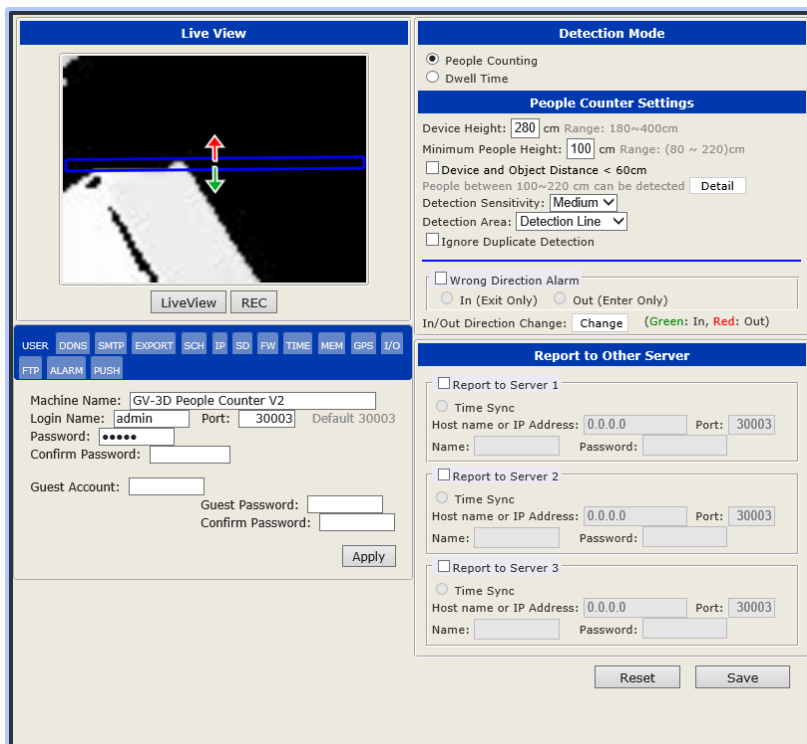 Live View
LiveView REC
USER DDNS SMTP EXPORT SCH IP SD FW TIME MEM GPS I/O
FTP ALARM PUSH
Machine Name: GV-3D People Counter V2
Login Name: admin Port: 30003 Default 30003
Password: •••••
Confirm Password:
Guest Account:
Guest Password:
Confirm Password:
Apply
Detection Mode
People Counting
Dwell Time
People Counter Settings
Device Height: 280 cm Range: 180~400cm
Minimum People Height: 100 cm Range: (80 ~ 220)cm
Device and Object Distance < 60cm
People between 100~220 cm can be detected Detail
Detection Sensitivity: Medium
Detection Area: Detection Line
Ignore Duplicate Detection
Wrong Direction Alarm
In (Exit Only) Out (Enter Only)
In/Out Direction Change: Change (Green: In, Red: Out)
Report to Other Server
Report to Server 1
Time Sync
Host name or IP Address: 0.0.0.0 Port: 30003
Name: Password:
Report to Server 2
Time Sync
Host name or IP Address: 0.0.0.0 Port: 30003
Name: Password:
Report to Server 3
Time Sync
Host name or IP Address: 0.0.0.0 Port: 30003
Name: Password:
Reset Save